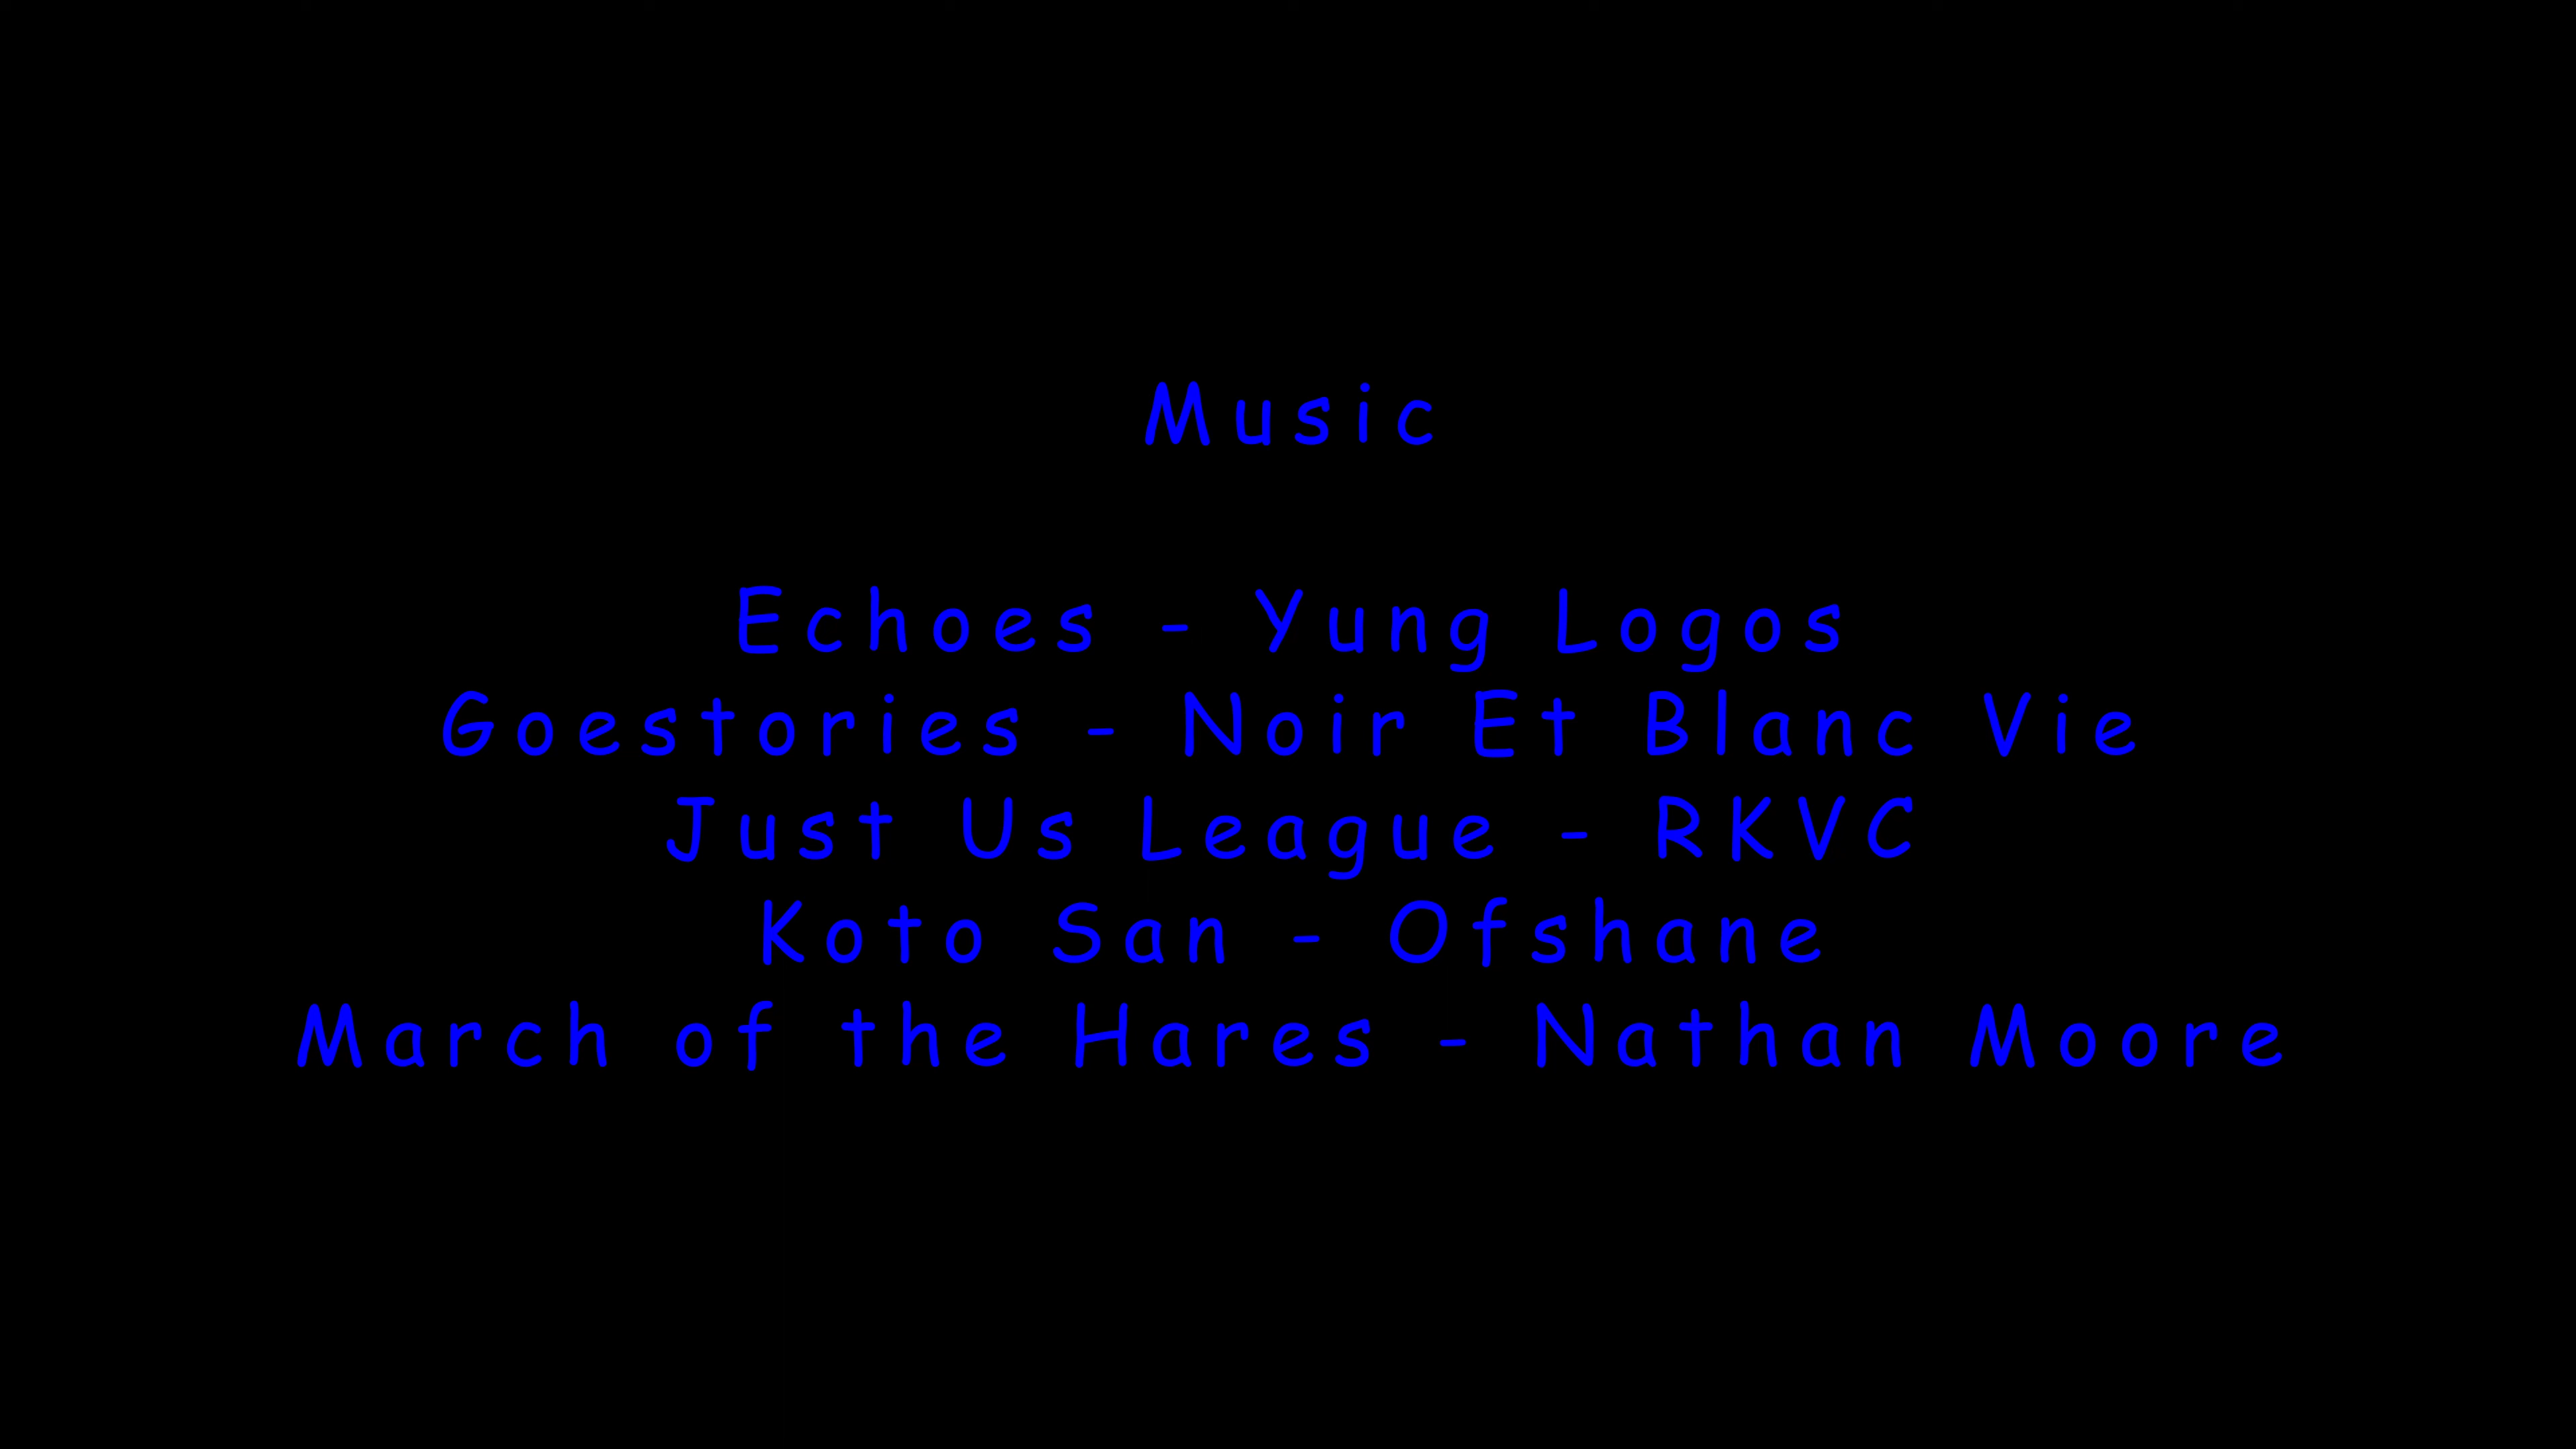 Music
Echoes - Yung Logos
Goestories - Noir Et Blanc Vie
Just Us League - RKVC
Koto San - Ofshane
March of the Hares - Nathan Moore